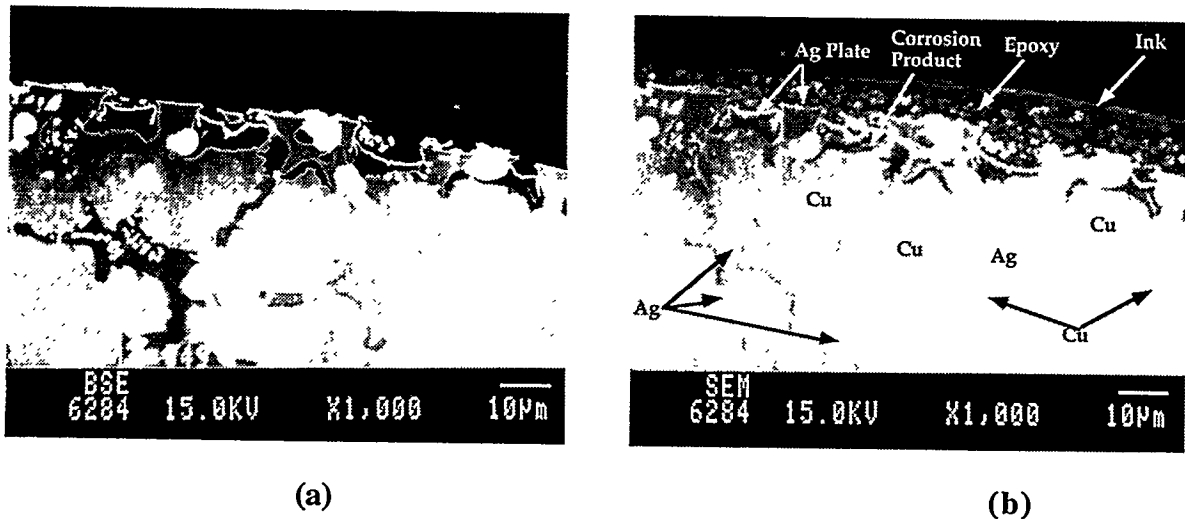 BSE
6284 15.0KV X1,000 10µm
(a)
Ag Plate
Corrosion
Product
Epoxy
Ink
Cu
Cu
Ag
Cu
Ag
Cu
SEM
6284 15.0KV X1,000 10µm
(b)